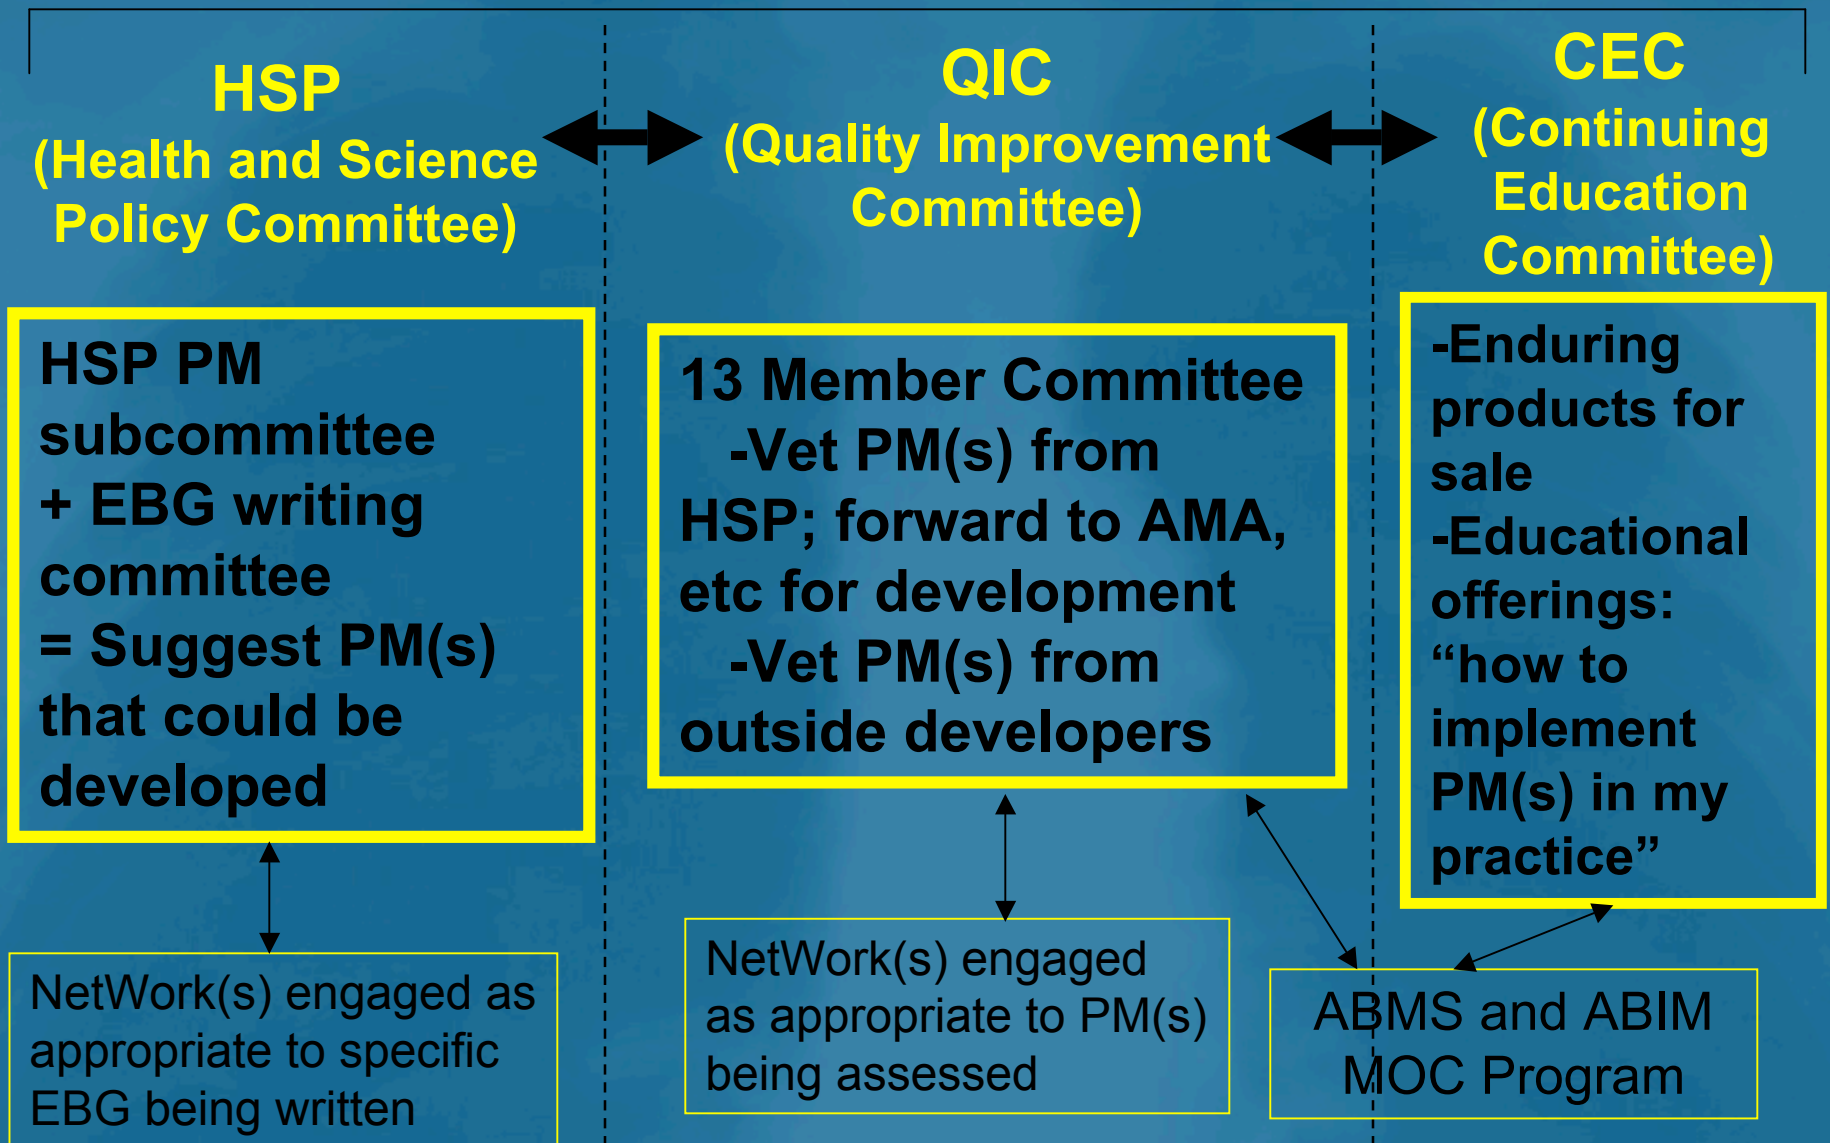 HSP
(Health and Science
Policy Committee)
QIC
(Quality Improvement
Committee)
CEC
(Continuing
Education
Committee)
HSP PM
subcommittee
+ EBG writing
committee
= Suggest PM(s)
that could be
developed
13 Member Committee
-Vet PM(s) from
HSP; forward to AMA,
etc for development
-Vet PM(s) from
outside developers
-Enduring
products for
sale
-Educational
offerings:
“how to
implement
PM(s) in my
practice”
NetWork(s) engaged as
appropriate to specific
EBG being written
NetWork(s) engaged
as appropriate to PM(s)
being assessed
ABMS and ABIM
MOC Program